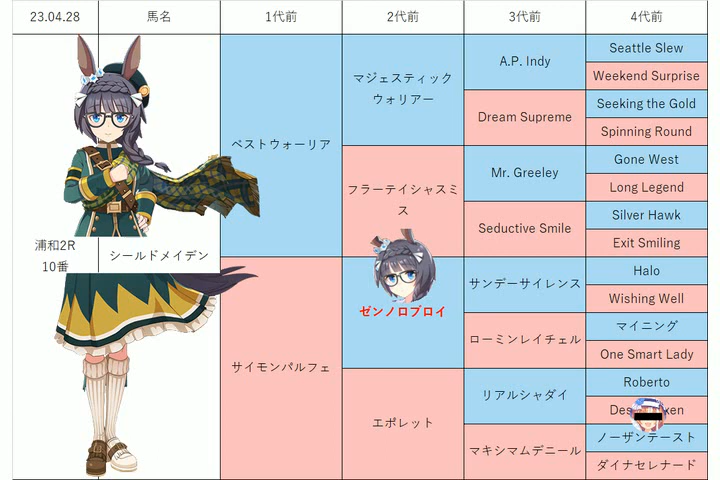 23.04.28
馬名
1代前
2代前
3代前
4代前
浦和2R
10番
シールドメイデン
ベストウォーリア
サイモンパルフェ
マジェスティック
ウォリアー
フラーテイシャスミ
ス
ゼンノロブロイ
エポレット
A.P. Indy
Dream Supreme
Mr. Greeley
Seductive Smile
サンデーサイレンス
ローミンレイチェル
リアルシャダイ
マキシマムデニール
Seattle Slew
Weekend Surprise
Seeking the Gold
Spinning Round
Gone West
Long Legend
Silver Hawk
Exit Smiling
Halo
Wishing Well
マイニング
One Smart Lady
Roberto
ノーザンテースト
ダイナセレナード